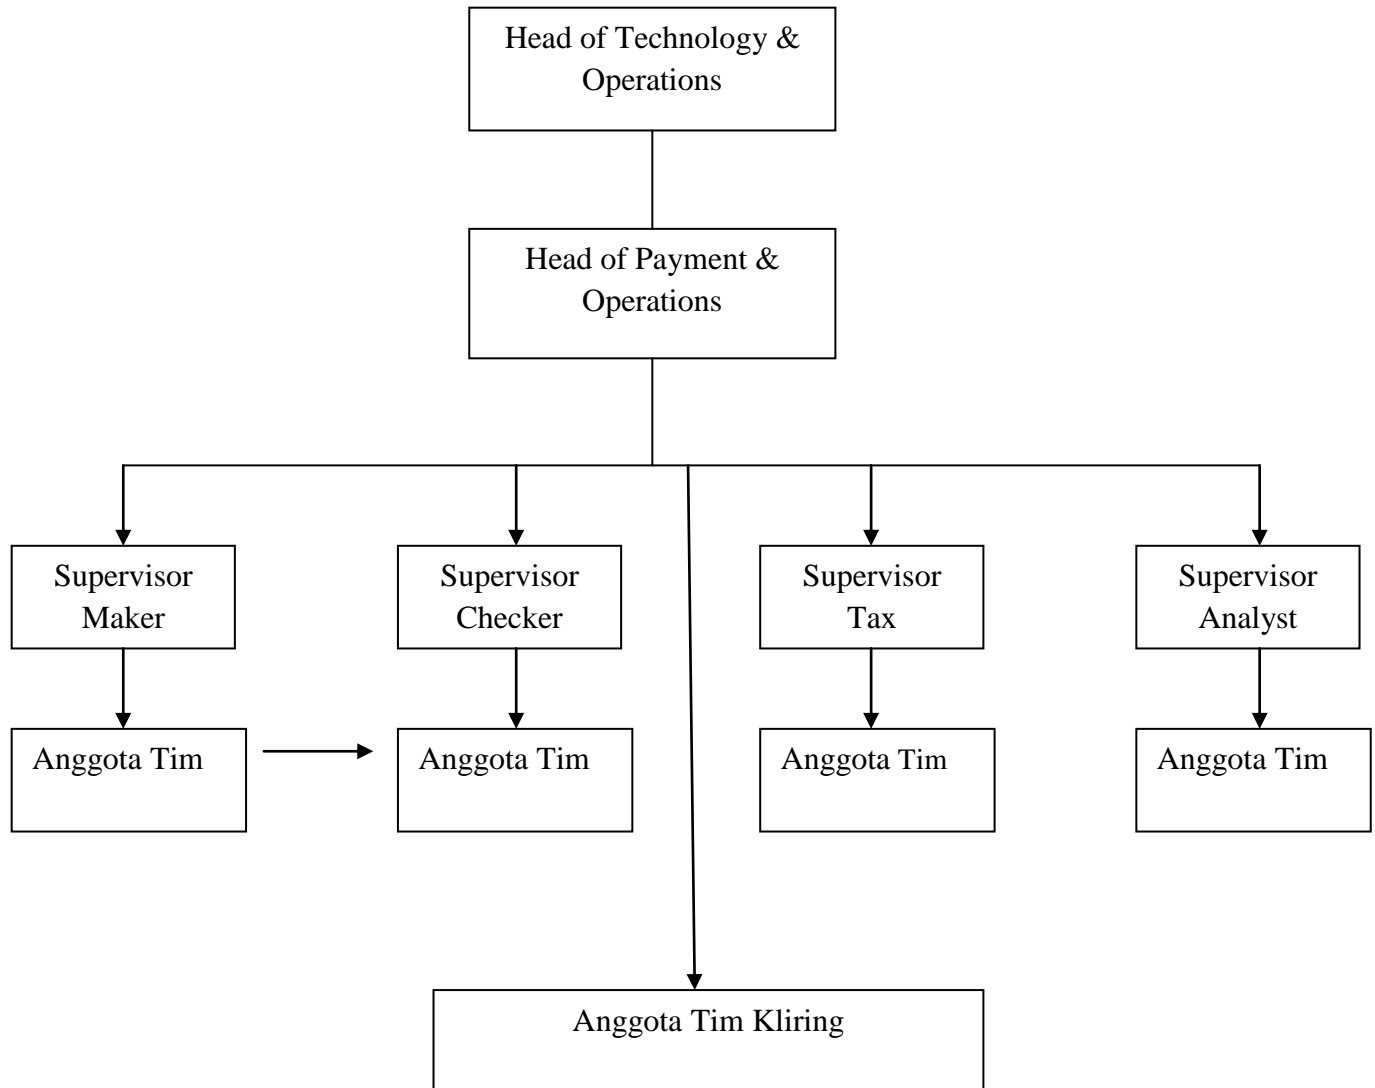 Head of Technology &
Operations
Head of Payment &
Operations
Supervisor
Maker
Supervisor
Checker
Supervisor
Tax
Supervisor
Analyst
Anggota Tim
Anggota Tim
Anggota Tim
Anggota Tim
Anggota Tim Kliring